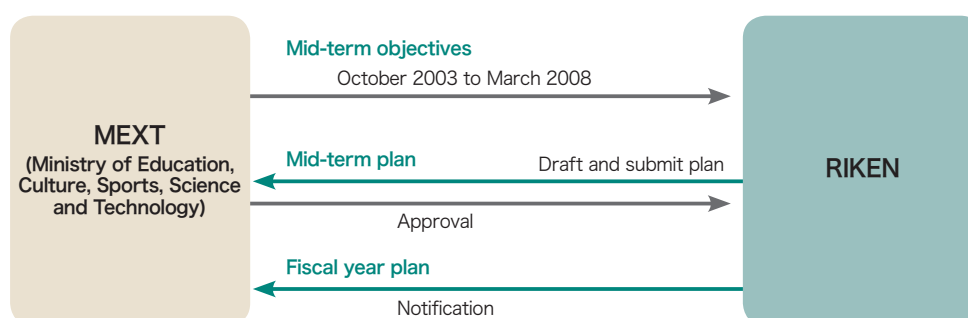 Mid-term objectives
October 2003 to March 2008
MEXT
(Ministry of Education,
Culture, Sports, Science
and Technology)
Mid-term plan
Draft and submit plan
Approval
Fiscal year plan
Notification
RIKEN